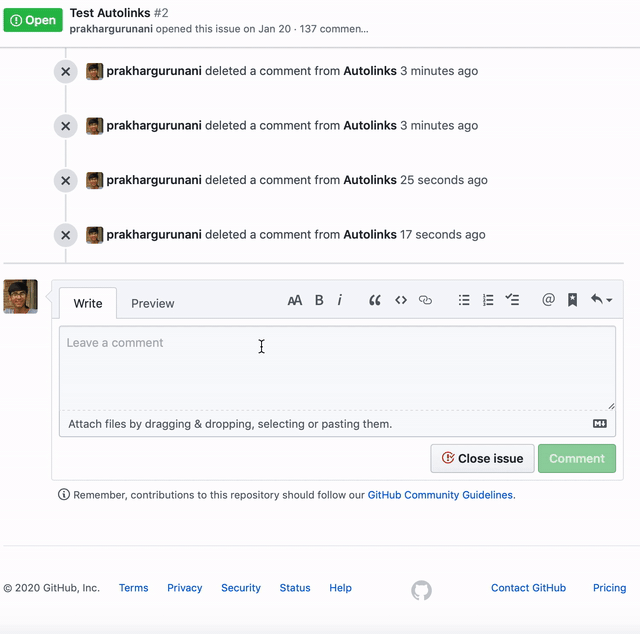 Open
Test Autolinks #2
prakhargurunani opened this issue on Jan 20 · 137 commen...
prakhargurunani deleted a comment from Autolinks 3 minutes ago
prakhargurunani deleted a comment from Autolinks 3 minutes ago
prakhargurunani deleted a comment from Autolinks 25 seconds ago
prakhargurunani deleted a comment from Autolinks 17 seconds ago
Write Preview AA B i
Leave a comment
Attach files by dragging & dropping, selecting or pasting them.
Close issue Comment
Remember, contributions to this repository should follow our GitHub Community Guidelines.
© 2020 GitHub, Inc. Terms Privacy Security Status Help Contact GitHub Pricing